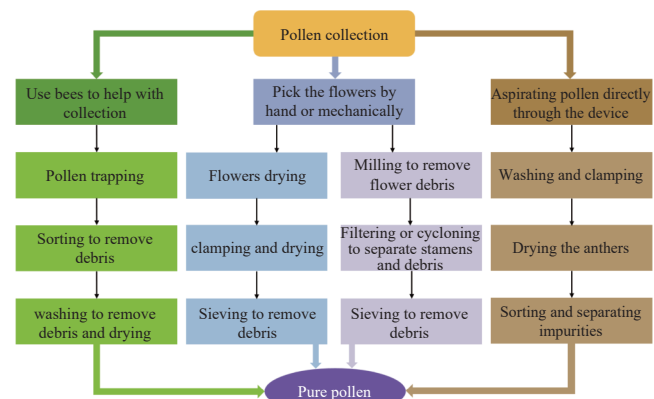 Pollen collection
Use bees to help with
collection
Pick the flowers by
hand or mechanically
Aspirating pollen directly
through the device
Pollen trapping
Flowers drying
Milling to remove
flower debris
Washing and clamping
Sorting to remove
debris
clamping and drying
Filtering or cycloning
to separate stamens
and debris
Drying the anthers
washing to remove
debris and drying
Sieving to remove
debris
Sieving to remove
debris
Sorting and separating
impurities
Pure pollen